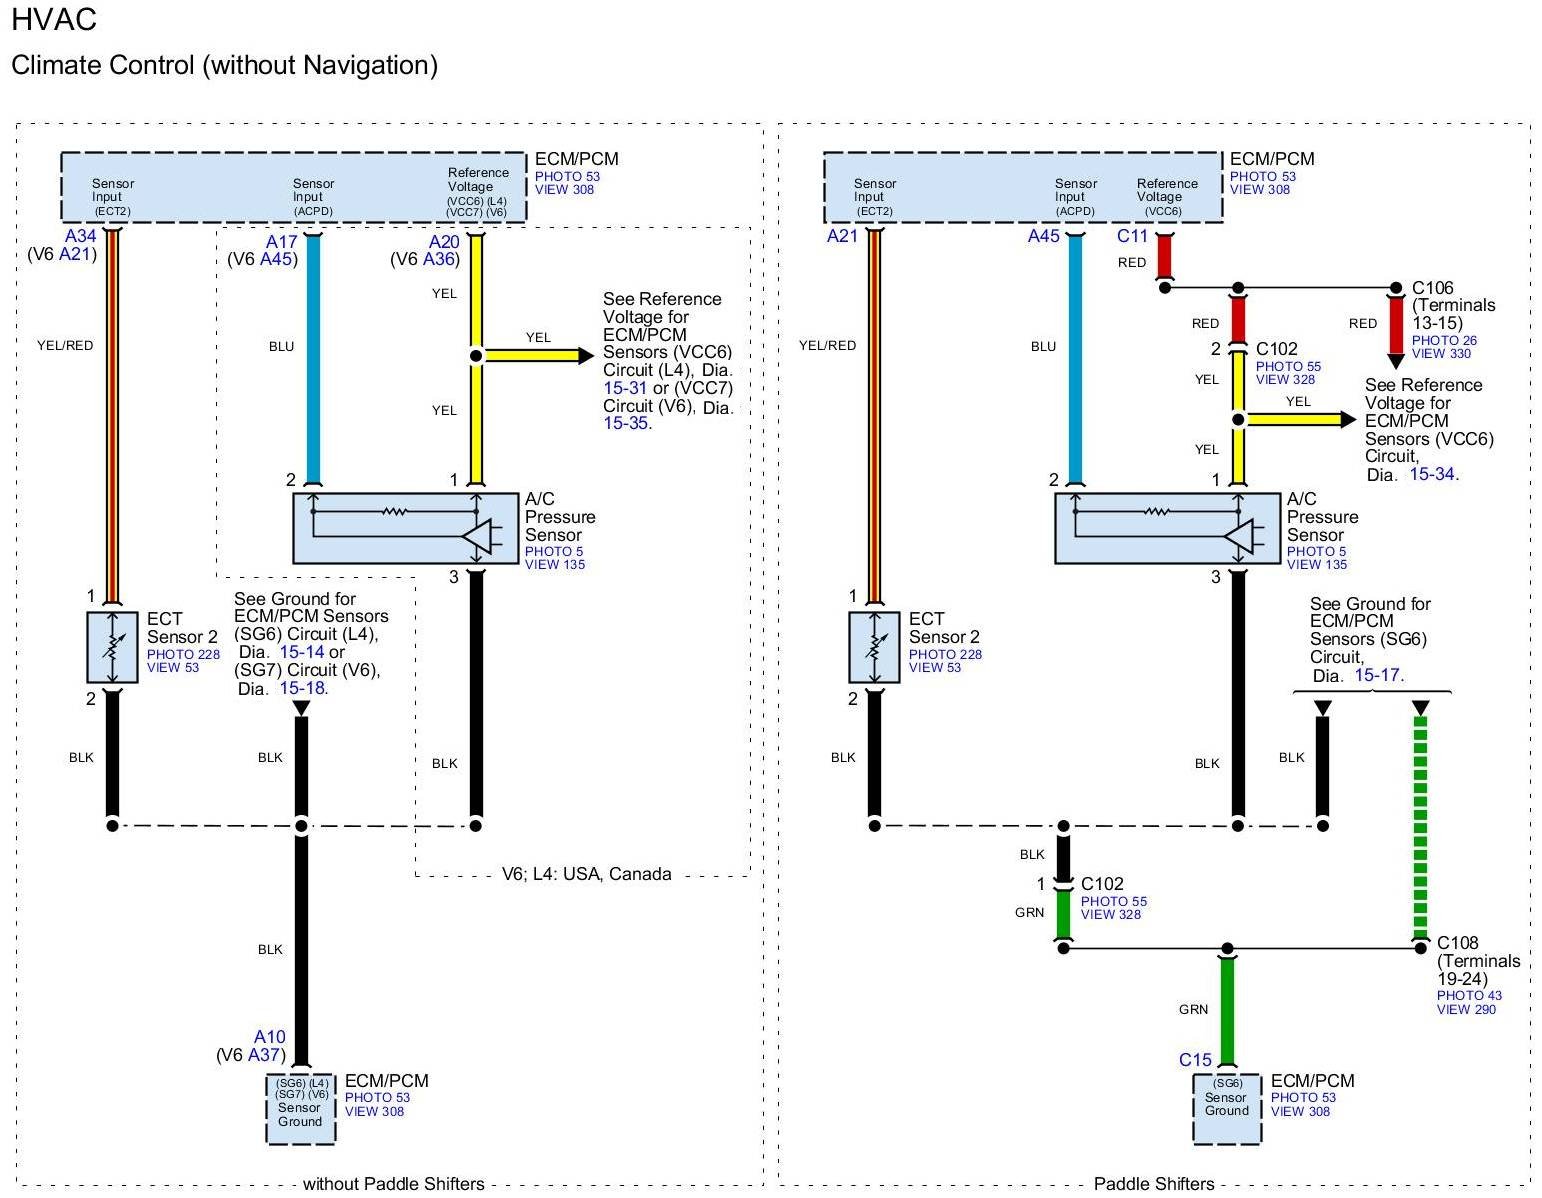 HVAC
Climate Control (without Navigation)
ECM/PCM
PHOTO 53
VIEW 308
Sensor
Input
(ECT2)
Sensor
Input
(ACPD)
Reference
Voltage
(VCC6) (L4)
(VCC7) (V6)
A34
(V6 A21)
A17
(V6 A45)
A20
(V6 A36)
YEL
YEL/RED
BLU
YEL
YEL
See Reference
Voltage for
ECM/PCM
Sensors (VCC6)
Circuit (L4), Dia.
15-31 or (VCC7)
Circuit (V6), Dia.
15-35.
2
1
A/C
Pressure
Sensor
PHOTO 5
VIEW 135
3
1
ECT
Sensor 2
PHOTO 228
VIEW 53
2
See Ground for
ECM/PCM Sensors
(SG6) Circuit (L4),
Dia. 15-14 or
(SG7) Circuit (V6),
Dia. 15-18.
BLK
BLK
BLK
V6; L4: USA, Canada
BLK
A10
(V6 A37)
(SG6) (L4)
(SG7) (V6)
Sensor
Ground
ECM/PCM
PHOTO 53
VIEW 308
without Paddle Shifters
ECM/PCM
PHOTO 53
VIEW 308
Sensor
Input
(ECT2)
Sensor
Input
(ACPD)
Reference
Voltage
(VCC6)
A21
A45
C11
RED
C106
(Terminals
13-15)
PHOTO 26
VIEW 330
YEL/RED
BLU
RED
RED
2
C102
PHOTO 55
VIEW 328
YEL
YEL
YEL
See Reference
Voltage for
ECM/PCM
Sensors (VCC6)
Circuit,
Dia. 15-34.
2
1
A/C
Pressure
Sensor
PHOTO 5
VIEW 135
3
1
ECT
Sensor 2
PHOTO 228
VIEW 53
2
See Ground for
ECM/PCM
Sensors (SG6)
Circuit,
Dia. 15-17.
BLK
BLK
BLK
BLK
1
C102
PHOTO 55
VIEW 328
GRN
C108
(Terminals
19-24)
PHOTO 43
VIEW 290
GRN
C15
(SG6)
Sensor
Ground
ECM/PCM
PHOTO 53
VIEW 308
Paddle Shifters